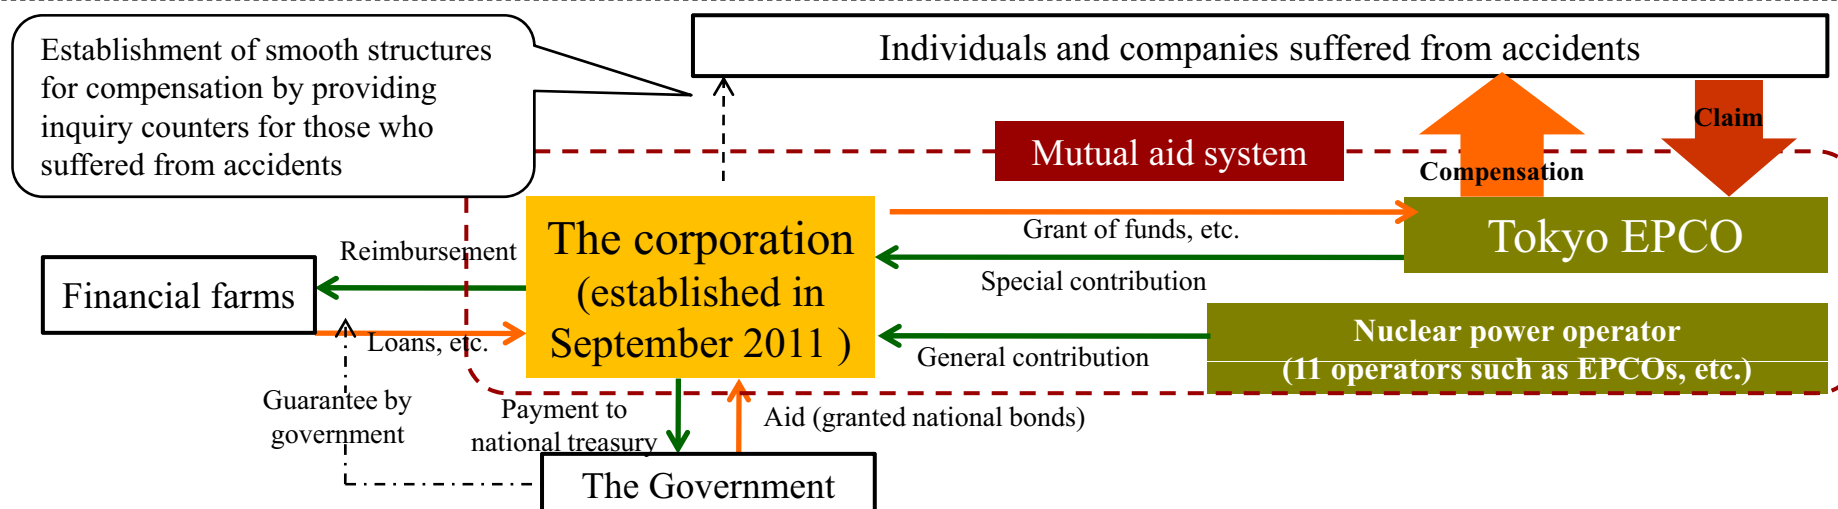 Establishment of smooth structures
for compensation by providing
inquiry counters for those who
suffered from accidents
Individuals and companies suffered from accidents
Claim
Mutual aid system
Compensation
The corporation
(established in
September 2011 )
Grant of funds, etc.
Special contribution
Tokyo EPCO
Reimbursement
Financial farms
Loans, etc.
General contribution
Nuclear power operator
(11 operators such as EPCOs, etc.)
Guarantee by
government
Payment to
national treasury
Aid (granted national bonds)
The Government